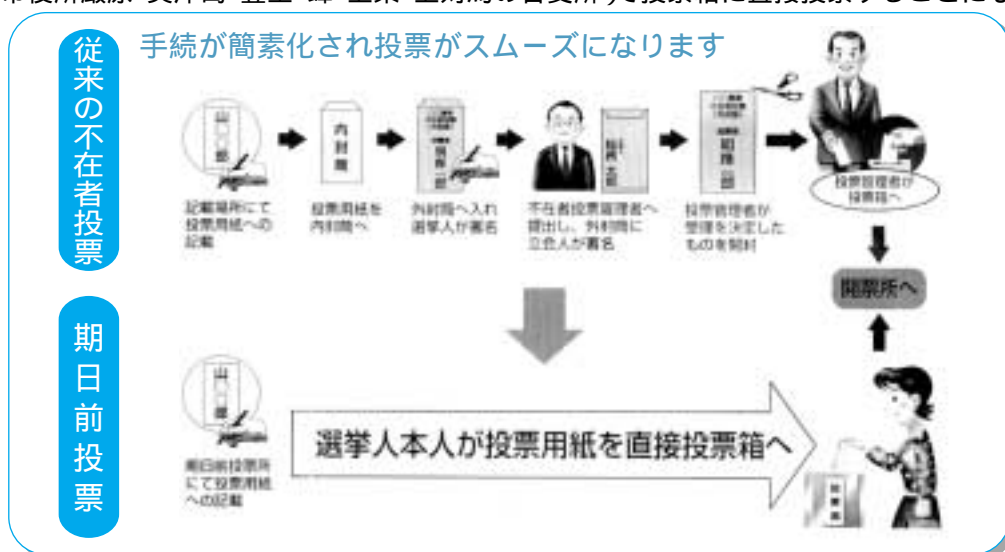 手続が簡素化され投票がスムーズになります
従来の不在者投票
内封筒
記載場所にて
投票用紙への
記載
投票用紙を
内封筒へ
外封筒へ入れ
選挙人が署名
不在者投票管理者へ
提出し、外封筒に
立会人が署名
投票管理者が
受理を決定した
ものを開封
投票管理者が
投票箱へ
開票所へ
期日前投票
期日前投票所
にて投票用紙
への記載
選挙人本人が投票用紙を直接投票箱へ
投票箱